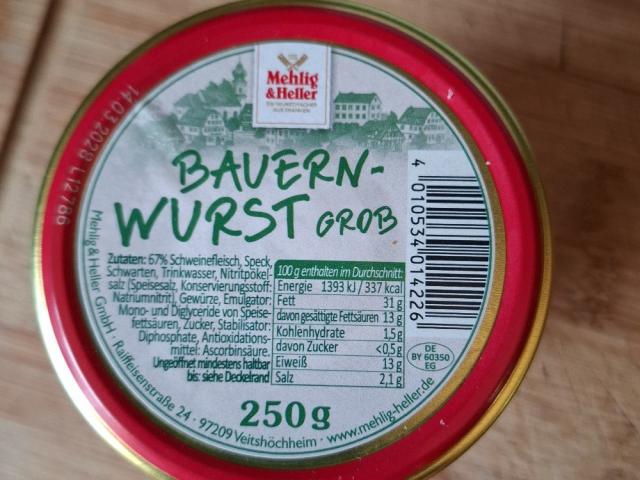 Mehlig
& Heller
BAUERN-
WURST GROB
Zutaten: 67% Schweinefleisch, Speck,
Schwarten, Trinkwasser, Nitritpökel-
salz (Speisesalz, Konservierungsstoff:
Natriumnitrit), Gewürze, Emulgator:
Mono- und Diglyceride von Speise-
fettsäuren, Zucker, Stabilisator:
Diphosphate, Antioxidations-
mittel: Ascorbinsäure.
Ungeöffnet mindestens haltbar
bis: siehe Deckelrand
100 g enthalten im Durchschnitt:
Energie 1393 kJ / 337 kcal
Fett 31 g
davon gesättigte Fettsäuren 13 g
Kohlenhydrate 1,5 g
davon Zucker <0,5 g
Eiweiß 13 g
Salz 2,1 g
250 g
4 010534 014226
DE
BY 60350
EG
Mehlig & Heller GmbH · Raiffeisenstraße 24 · 97209 Veitshöchheim · www.mehlig-heller.de
14.03.2028 L12786